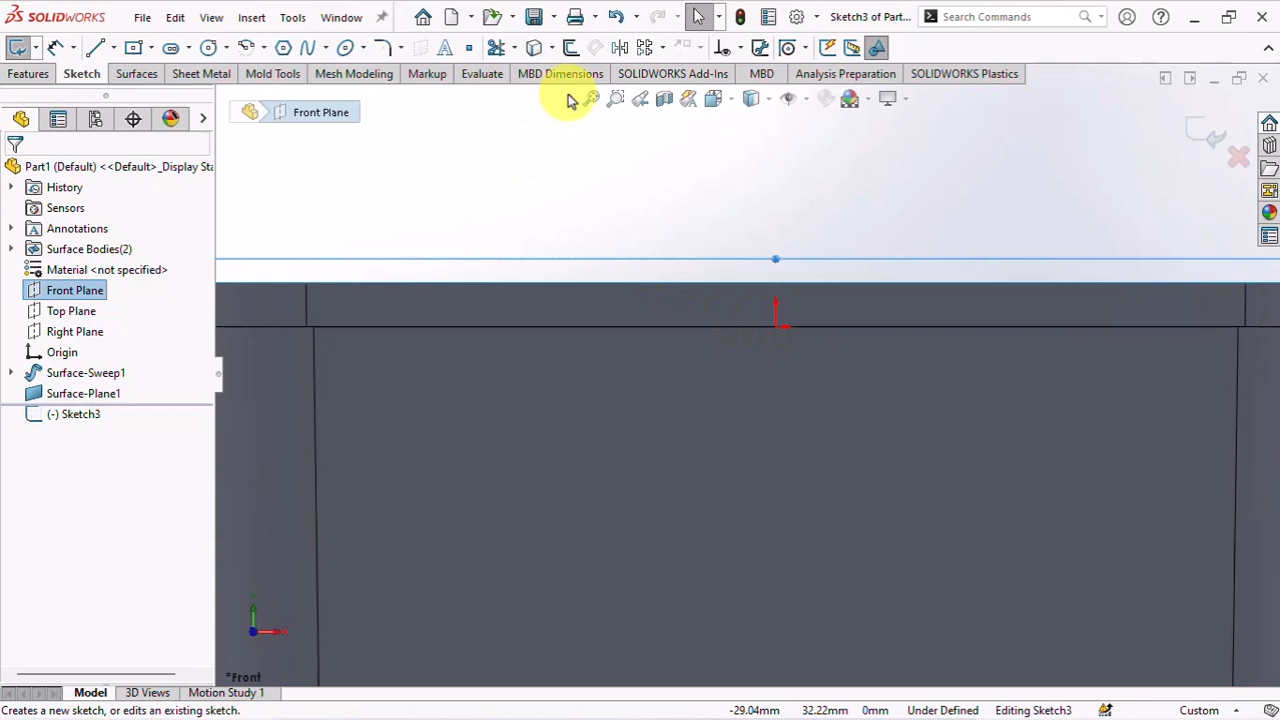 SOLIDWORKS File Edit View Insert Tools Window Sketch3 of Part... Search Commands
Features Sketch Surfaces Sheet Metal Mold Tools Mesh Modeling Markup Evaluate MBD Dimensions SOLIDWORKS Add-Ins MBD Analysis Preparation SOLIDWORKS Plastics
Front Plane
Part1 (Default) <<Default>_Display Sta
History
Sensors
Annotations
Surface Bodies(2)
Material <not specified>
Front Plane
Top Plane
Right Plane
Origin
Surface-Sweep1
Surface-Plane1
(-) Sketch3
*Front
Model 3D Views Motion Study 1
Creates a new sketch, or edits an existing sketch. -29.04mm 32.22mm 0mm Under Defined Editing Sketch3 Custom